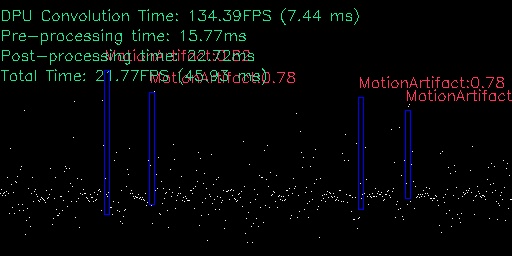 DPU Convolution Time: 134.39FPS (7.44 ms)
Pre-processing time: 15.77ms
Post-processing time: 22.72ms
MotionArtifact:0.82
Total Time: 21.77FPS (45.93 ms)
MotionArtifact:0.78
MotionArtifact:0.78
MotionArtifact